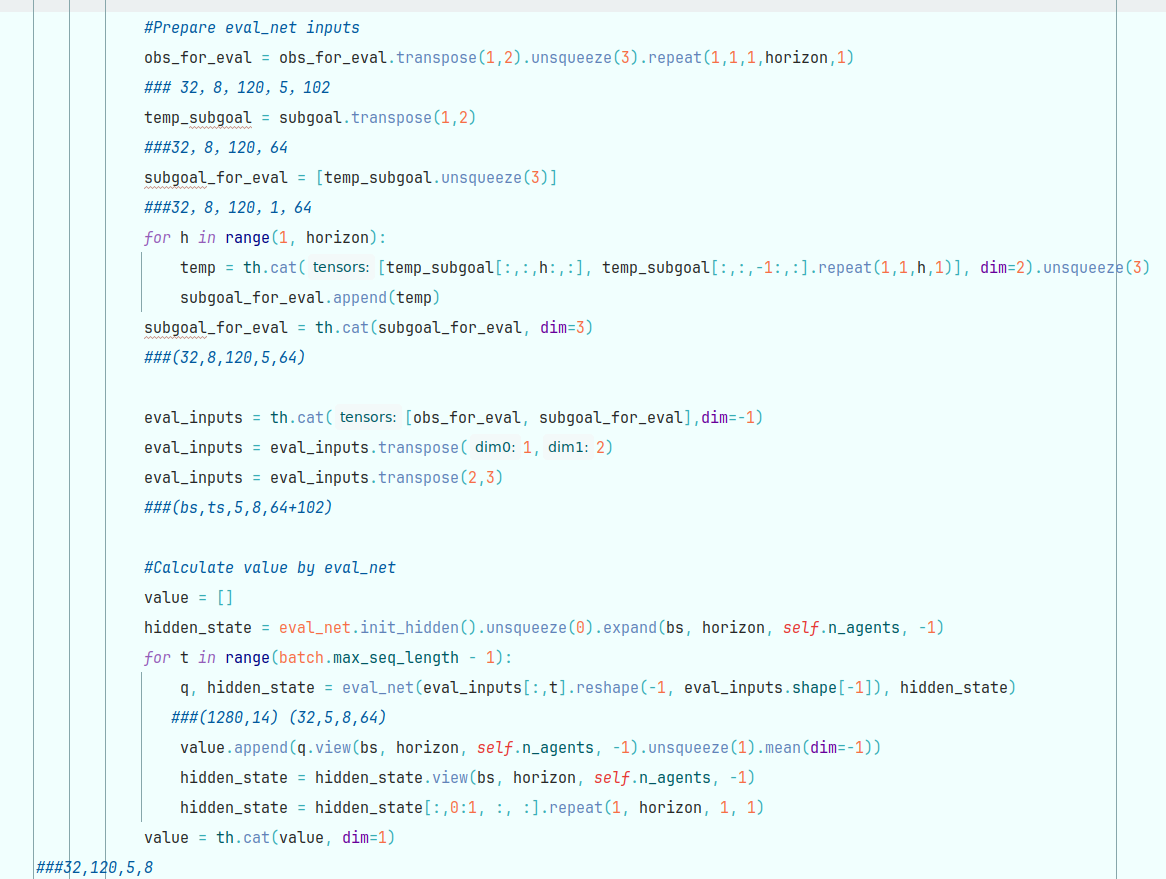 #Prepare eval_net inputs
obs_for_eval = obs_for_eval.transpose(1,2).unsqueeze(3).repeat(1,1,1,horizon,1)
### 32，8，120，5，102
temp_subgoal = subgoal.transpose(1,2)
###32，8，120，64
subgoal_for_eval = [temp_subgoal.unsqueeze(3)]
###32，8，120，1，64
for h in range(1, horizon):
temp = th.cat( tensors: [temp_subgoal[:,:,h:,:], temp_subgoal[:,:,-1:,:].repeat(1,1,h,1)], dim=2).unsqueeze(3)
subgoal_for_eval.append(temp)
subgoal_for_eval = th.cat(subgoal_for_eval, dim=3)
###(32,8,120,5,64)
eval_inputs = th.cat( tensors: [obs_for_eval, subgoal_for_eval],dim=-1)
eval_inputs = eval_inputs.transpose( dim0: 1, dim1: 2)
eval_inputs = eval_inputs.transpose(2,3)
###(bs,ts,5,8,64+102)
#Calculate value by eval_net
value = []
hidden_state = eval_net.init_hidden().unsqueeze(0).expand(bs, horizon, self.n_agents, -1)
for t in range(batch.max_seq_length - 1):
q, hidden_state = eval_net(eval_inputs[:,t].reshape(-1, eval_inputs.shape[-1]), hidden_state)
###(1280,14) (32,5,8,64)
value.append(q.view(bs, horizon, self.n_agents, -1).unsqueeze(1).mean(dim=-1))
hidden_state = hidden_state.view(bs, horizon, self.n_agents, -1)
hidden_state = hidden_state[:,0:1, :, :].repeat(1, horizon, 1, 1)
value = th.cat(value, dim=1)
###32,120,5,8